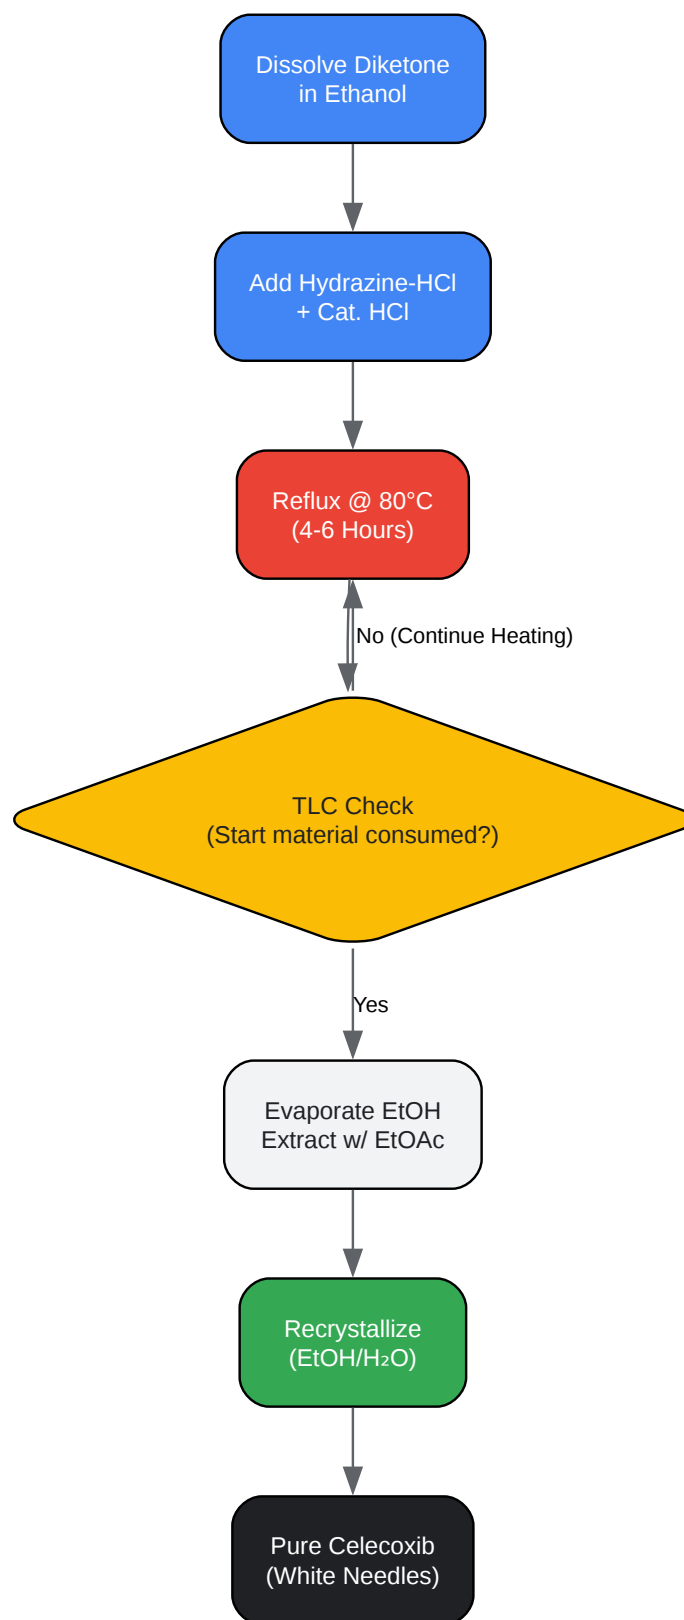 Dissolve Diketone
in Ethanol
Add Hydrazine-HCl
+ Cat. HCl
Reflux @ 80°C
(4-6 Hours)
No (Continue Heating)
TLC Check
(Start material consumed?)
Yes
Evaporate EtOH
Extract w/ EtOAc
Recrystallize
(EtOH/H₂O)
Pure Celecoxib
(White Needles)